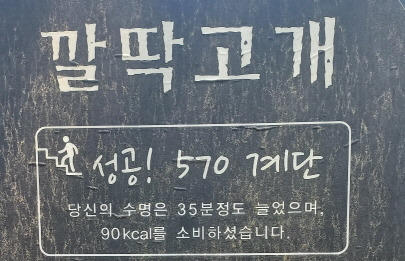 깔딱고개
성공! 570 계단
당신의 수명은 35분정도 늘었으며,
90kcal를 소비하셨습니다.